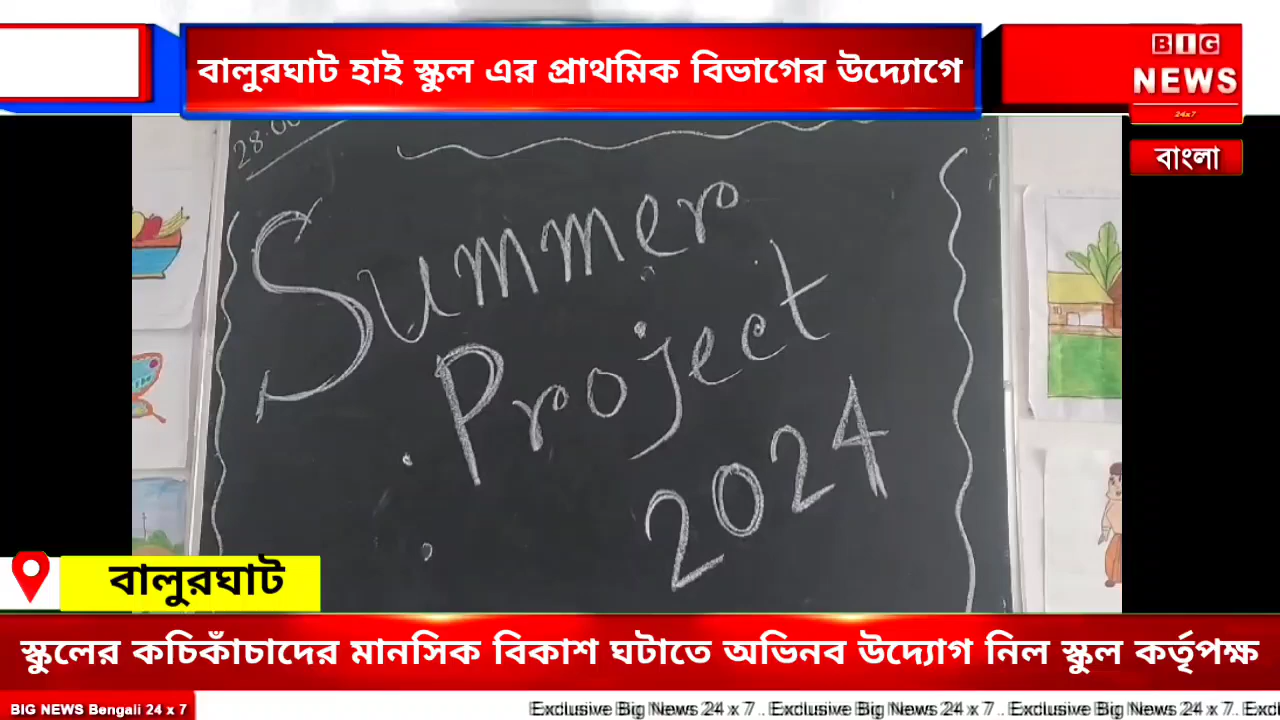 বালুরঘাট হাই স্কুল এর প্রাথমিক বিভাগের উদ্যোগে
BIG
NEWS
24x7
বাংলা
Summer
Project
2024
বালুরঘাট
স্কুলের কচিকাঁচাদের মানসিক বিকাশ ঘটাতে অভিনব উদ্যোগ নিল স্কুল কর্তৃপক্ষ
BIG NEWS Bengali 24 x 7
Exclusive Big News 24 x 7 .. Exclusive Big News 24 x 7 .. Exclusive Big News 24 x 7. Exclu